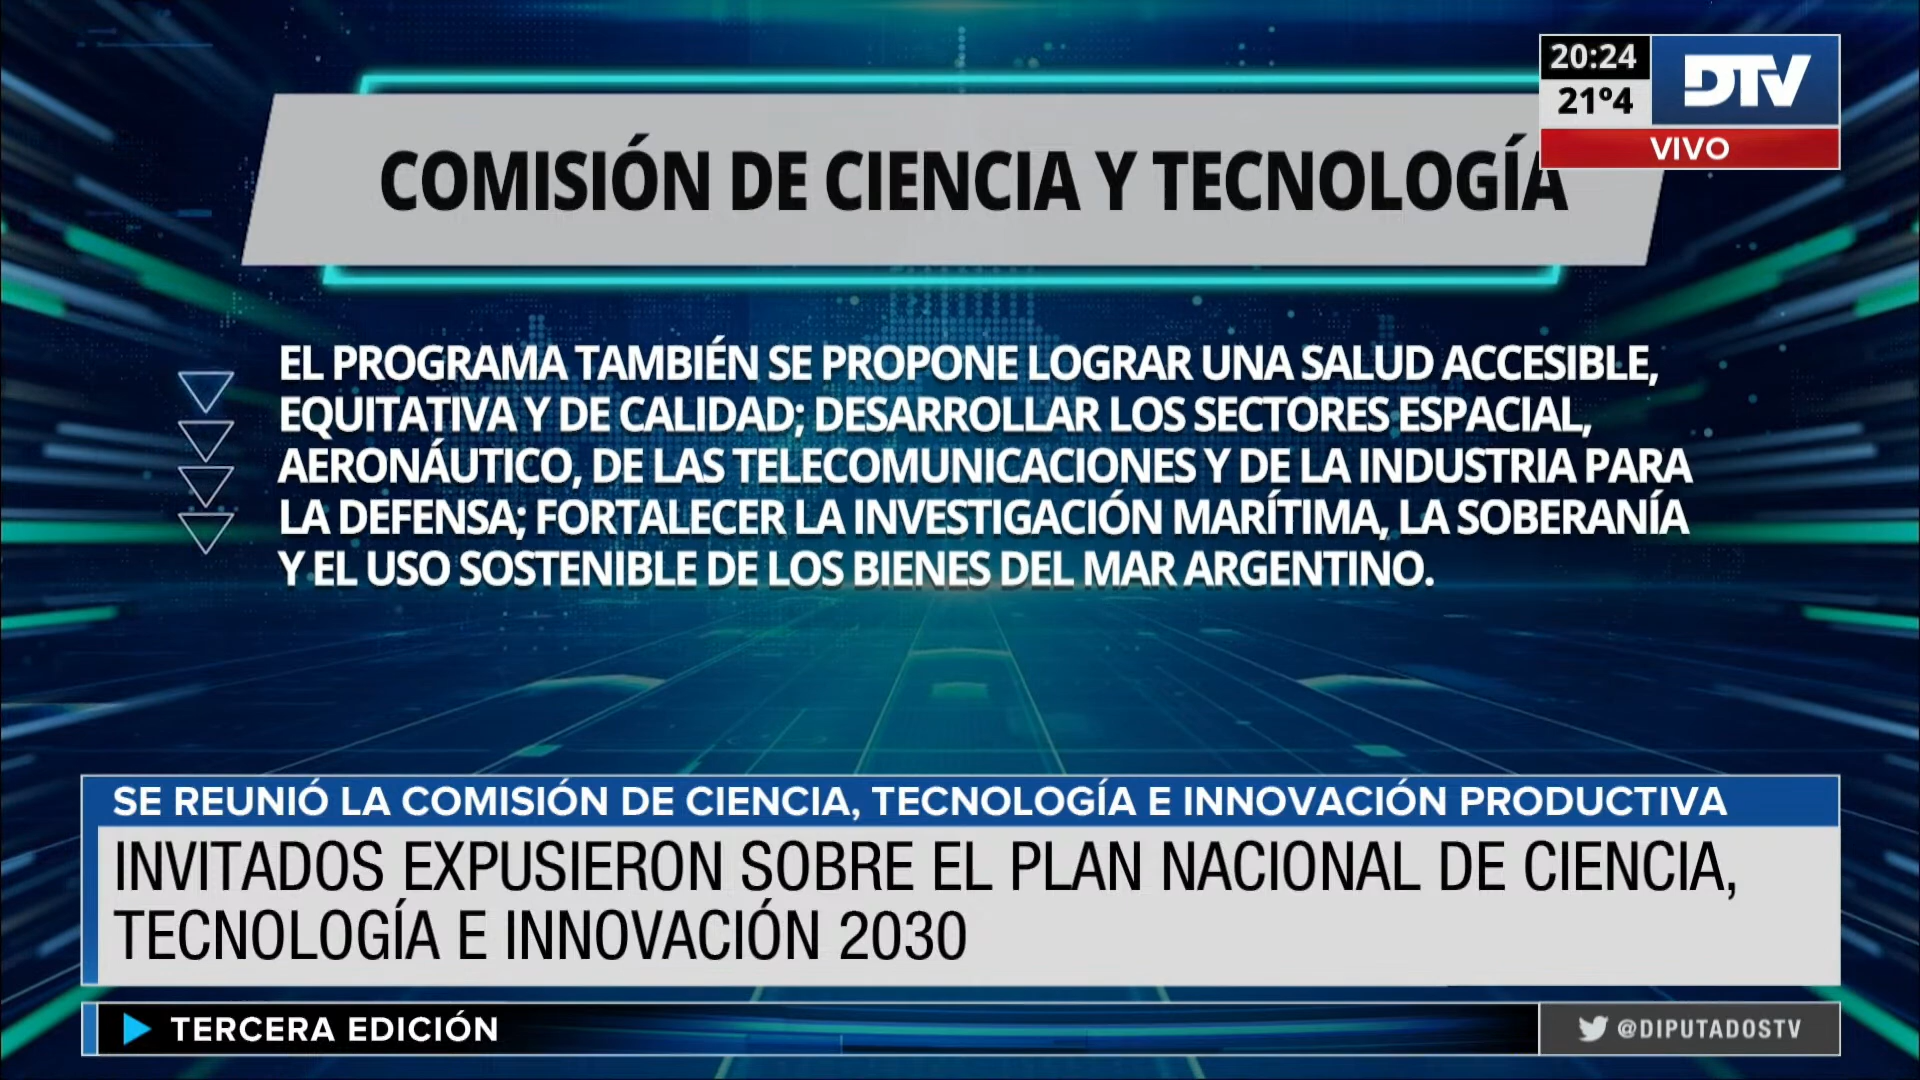 20:24
21º4
DTV
VIVO
COMISIÓN DE CIENCIA Y TECNOLOGÍA
EL PROGRAMA TAMBIÉN SE PROPONE LOGRAR UNA SALUD ACCESIBLE,
EQUITATIVA Y DE CALIDAD; DESARROLLAR LOS SECTORES ESPACIAL,
AERONÁUTICO, DE LAS TELECOMUNICACIONES Y DE LA INDUSTRIA PARA
LA DEFENSA; FORTALECER LA INVESTIGACIÓN MARÍTIMA, LA SOBERANÍA
Y EL USO SOSTENIBLE DE LOS BIENES DEL MAR ARGENTINO.
SE REUNIÓ LA COMISIÓN DE CIENCIA, TECNOLOGÍA E INNOVACIÓN PRODUCTIVA
INVITADOS EXPUSIERON SOBRE EL PLAN NACIONAL DE CIENCIA,
TECNOLOGÍA E INNOVACIÓN 2030
TERCERA EDICIÓN
@DIPUTADOSTV